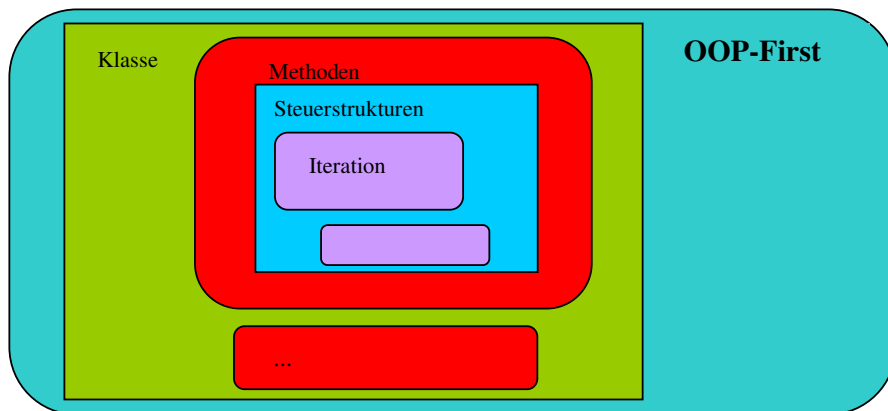 OOP-First
Klasse
Methoden
Steuerstrukturen
Iteration
...